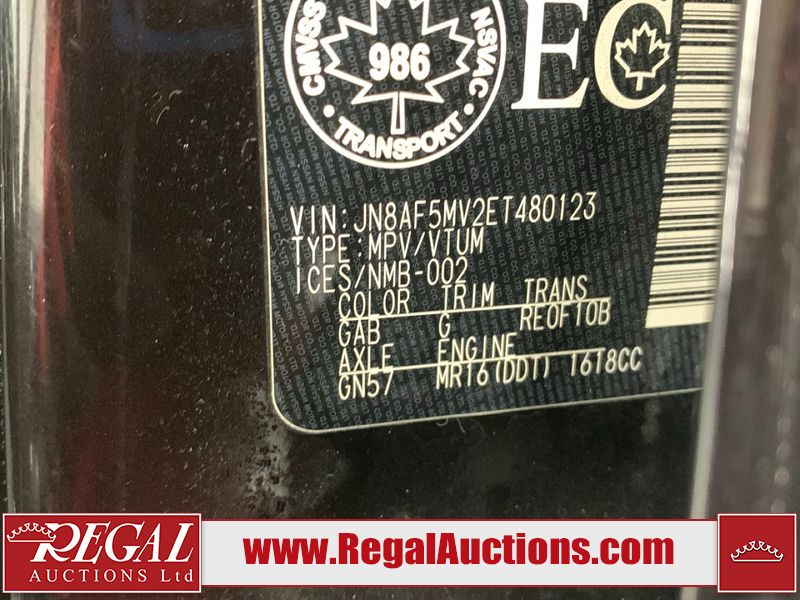 CMVSS
NSVAC
986
TRANSPORT
EC
VIN:JN8AF5MV2ET480123
TYPE:MPV/VTUM
ICES/NMB-002
COLOR TRIM TRANS
GAB G RE0F10B
AXLE ENGINE
GN57 MR16(DD1) 1618CC
REGAL
AUCTIONS Ltd
www.RegalAuctions.com